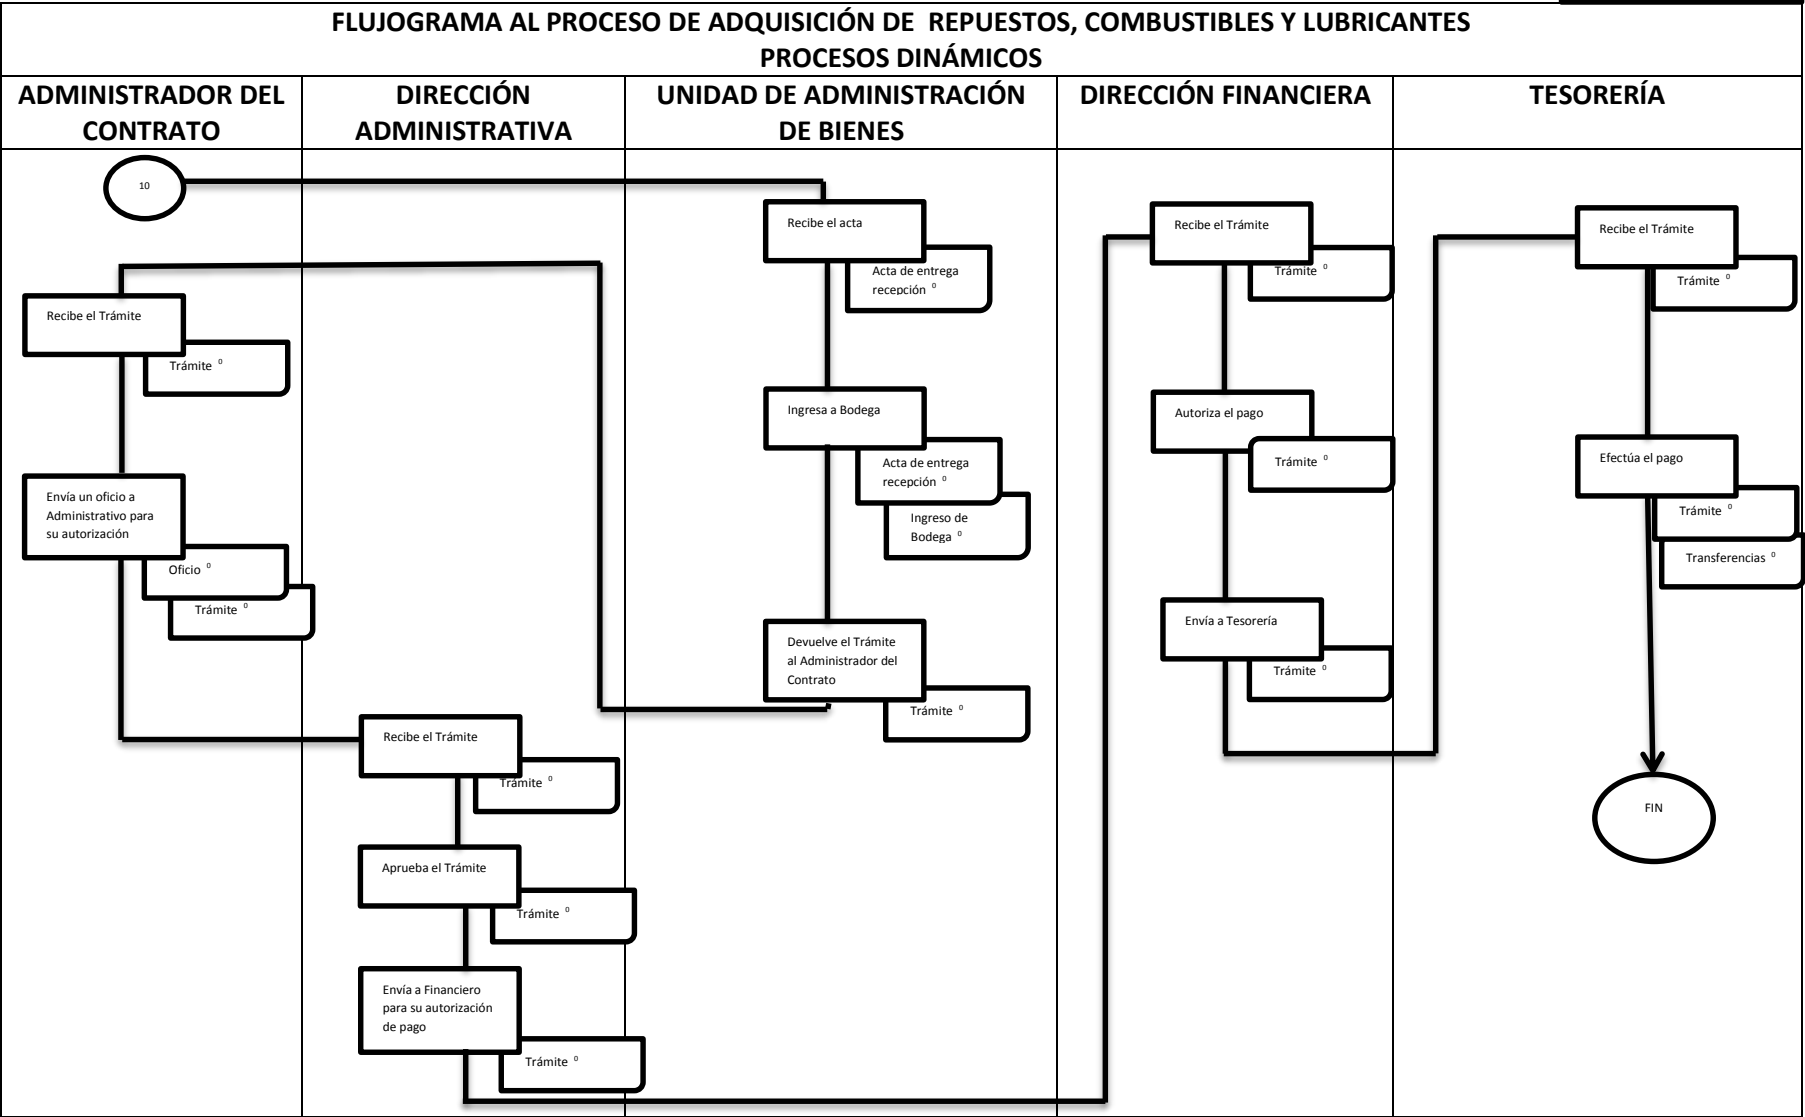 FLUJOGRAMA AL PROCESO DE ADQUISICIÓN DE REPUESTOS, COMBUSTIBLES Y LUBRICANTES
PROCESOS DINÁMICOS
ADMINISTRADOR DEL
CONTRATO
DIRECCIÓN
ADMINISTRATIVA
UNIDAD DE ADMINISTRACIÓN
DE BIENES
DIRECCIÓN FINANCIERA
TESORERÍA
10
Recibe el acta
Acta de entrega
recepción 0
Ingresa a Bodega
Acta de entrega
recepción 0
Ingreso de
Bodega 0
Devuelve el Trámite
al Administrador del
Contrato
Trámite 0
Recibe el Trámite
Trámite 0
Envía un oficio a
Administrativo para
su autorización
Oficio 0
Trámite 0
Recibe el Trámite
Trámite 0
Aprueba el Trámite
Trámite 0
Envía a Financiero
para su autorización
de pago
Trámite 0
Recibe el Trámite
Trámite 0
Autoriza el pago
Trámite 0
Envía a Tesorería
Trámite 0
Recibe el Trámite
Trámite 0
Efectúa el pago
Trámite 0
Transferencias 0
FIN